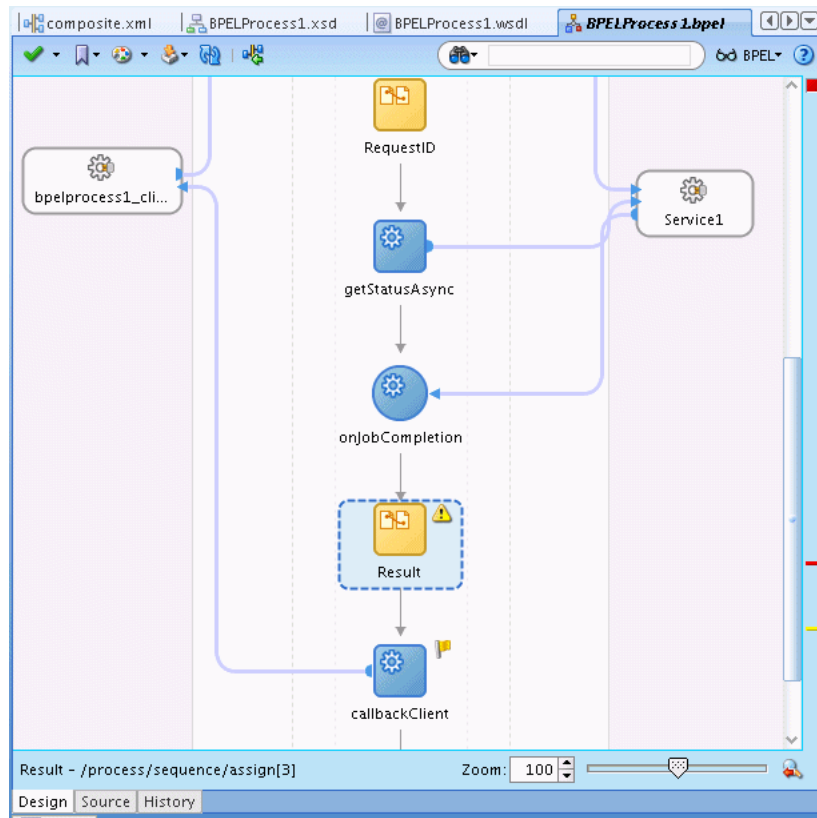 composite.xml BPELProcess1.xsd BPELProcess1.wsdl BPELProcess1.bpel
BPEL
RequestID
bpelprocess1_cli...
Service1
getStatusAsync
onJobCompletion
Result
callbackClient
Result - /process/sequence/assign[3] Zoom: 100
Design Source History